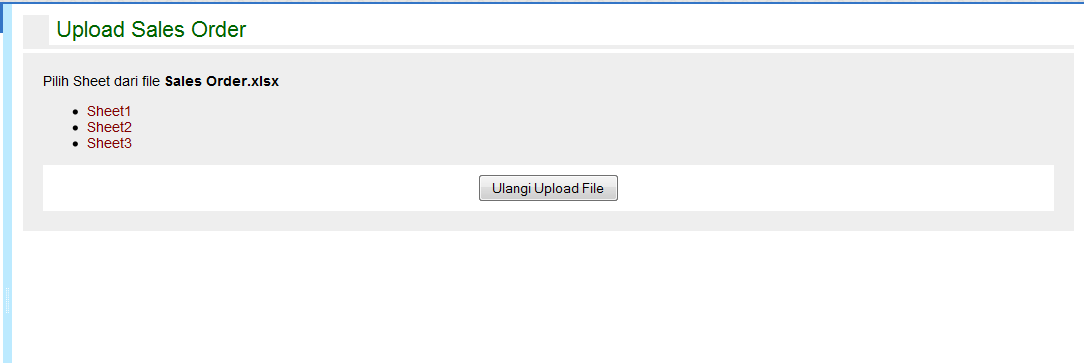 Upload Sales Order
Pilih Sheet dari file Sales Order.xlsx
Sheet1
Sheet2
Sheet3
Ulangi Upload File